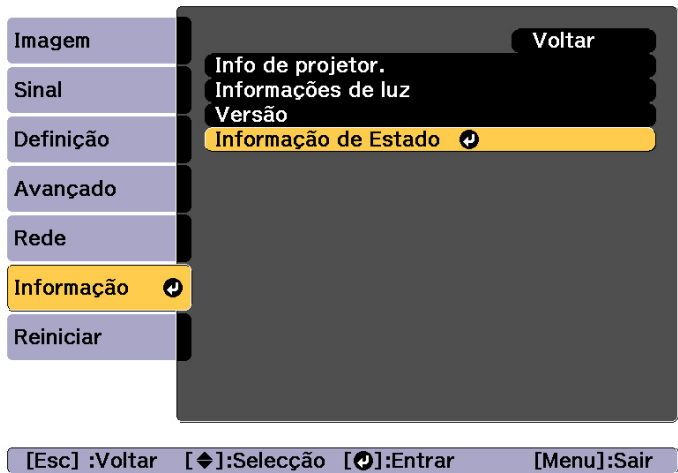 Imagem
Sinal
Definição
Avançado
Rede
Informação
Reiniciar
Voltar
Info de projetor.
Informações de luz
Versão
Informação de Estado
[Esc] :Voltar [◆]:Selecção [↵]:Entrar [Menu]:Sair